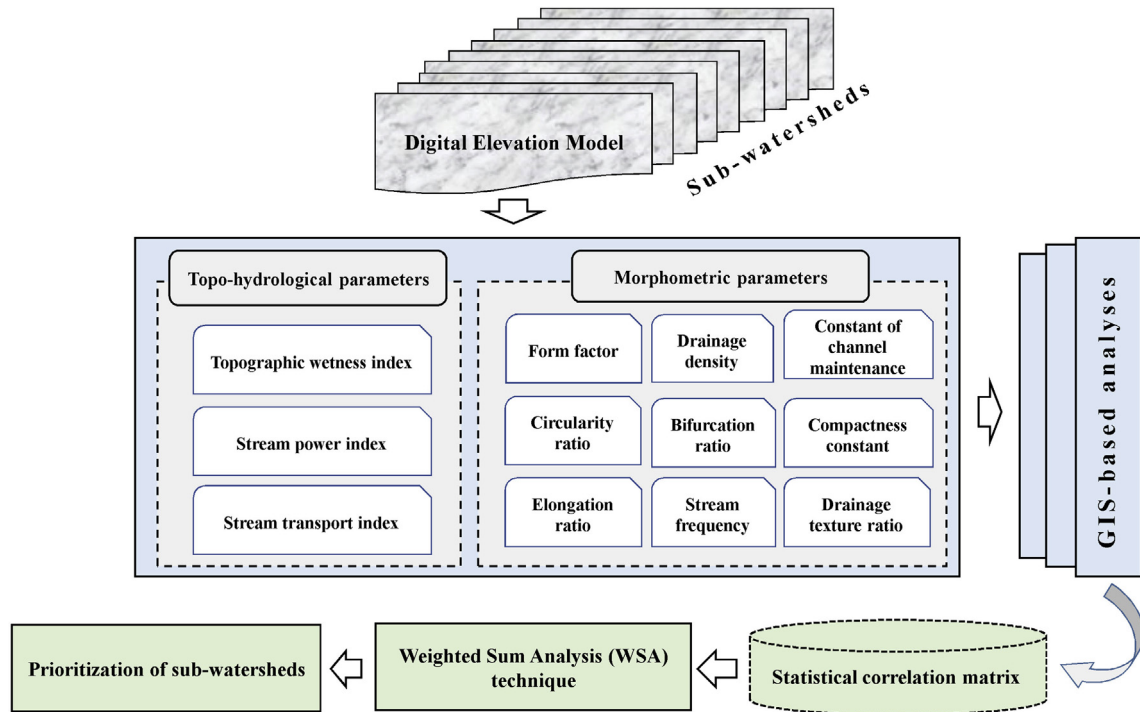 Digital Elevation Model
Sub-watersheds
Topo-hydrological parameters
Topographic wetness index
Stream power index
Stream transport index
Morphometric parameters
Form factor
Drainage
density
Constant of
channel
maintenance
Circularity
ratio
Bifurcation
ratio
Compactness
constant
Elongation
ratio
Stream
frequency
Drainage
texture ratio
GIS-based analyses
Statistical correlation matrix
Weighted Sum Analysis (WSA)
technique
Prioritization of sub-watersheds